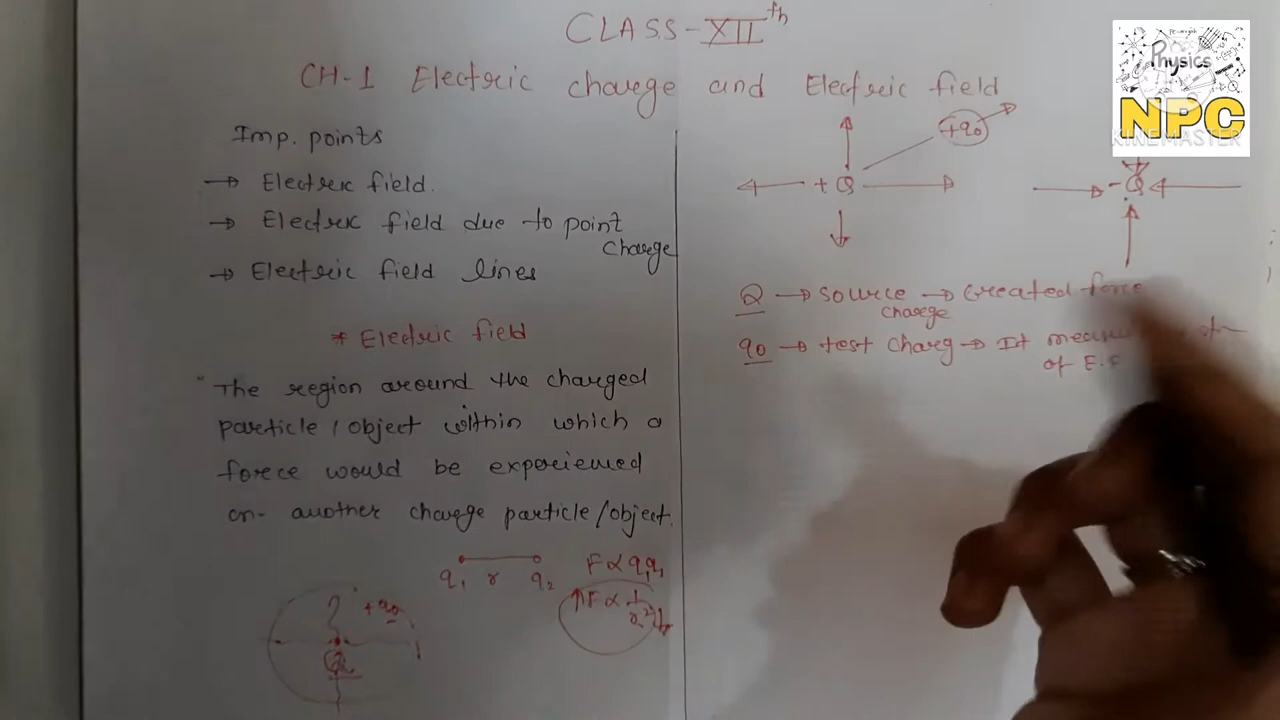 CLASS-XIIth
CH-1 Electric charge and Electric field
Imp. points
→ Electric field.
→ Electric field due to point
charge
→ Electric field lines
* Electric field
"The region around the charged
particle/object within which a
force would be experienced
on- another charge particle/object.
q1 r q2
F∝q1q2
↑F∝1/r2↓
+q0
Q
+q0
+Q
-Q
Q → source → created force
charge
q0 → test charg → It
of E.F
Physics
NPC
KINEMASTER